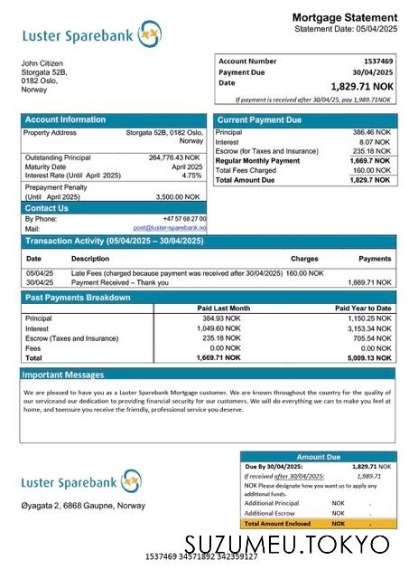 Luster Sparebank
Mortgage Statement
Statement Date: 05/04/2025
John Citizen
Storgata 52B,
0182 Oslo,
Norway
Account Number 1537469
Payment Due 30/04/2025
Date
1,829.71 NOK
If payment is received after 30/04/25, pay 1,989.71NOK
Account Information
Property Address Storgata 52B, 0182 Oslo,
Norway
Outstanding Principal 264,776.43 NOK
Maturity Date April 2025
Interest Rate (Until April 2025) 4.75%
Prepayment Penalty
(Until April 2025) 3,500.00 NOK
Contact Us
By Phone: +47 57 68 27 00
Mail: post@luster-sparebank.no
Current Payment Due
Principal 386.46 NOK
Interest 8.07 NOK
Escrow (for Taxes and Insurance) 235.18 NOK
Regular Monthly Payment 1,669.7 NOK
Total Fees Charged 160.00 NOK
Total Amount Due 1,829.7 NOK
Transaction Activity (05/04/2025 – 30/04/2025)
Date Description Charges Payments
05/04/25 Late Fees (charged because payment was received after 30/04/2025) 160.00 NOK
30/04/25 Payment Received – Thank you 1,669.71 NOK
Past Payments Breakdown
Paid Last Month Paid Year to Date
Principal 384.93 NOK 1,150.25 NOK
Interest 1,049.60 NOK 3,153.34 NOK
Escrow (Taxes and Insurance) 235.18 NOK 705.54 NOK
Fees 0.00 NOK 0.00 NOK
Total 1,669.71 NOK 5,009.13 NOK
Important Messages
We are pleased to have you as a Luster Sparebank Mortgage customer. We are known throughout the country for the quality of
our serviceand our dedication to providing financial security for our customers. We will do everything we can to make you feel at
home, and toensure you receive the friendly, professional service you deserve.
Luster Sparebank
Øyagata 2, 6868 Gaupne, Norway
Amount Due
Due By 30/04/2025: 1,829.71 NOK
If received after 30/04/2025: 1,989.71
NOK Please designate how you want us to apply any
additional funds.
Additional Principal NOK .
Additional Escrow NOK .
Total Amount Enclosed NOK .
SUZUMEU.TOKYO
1537469 34571892 342359127